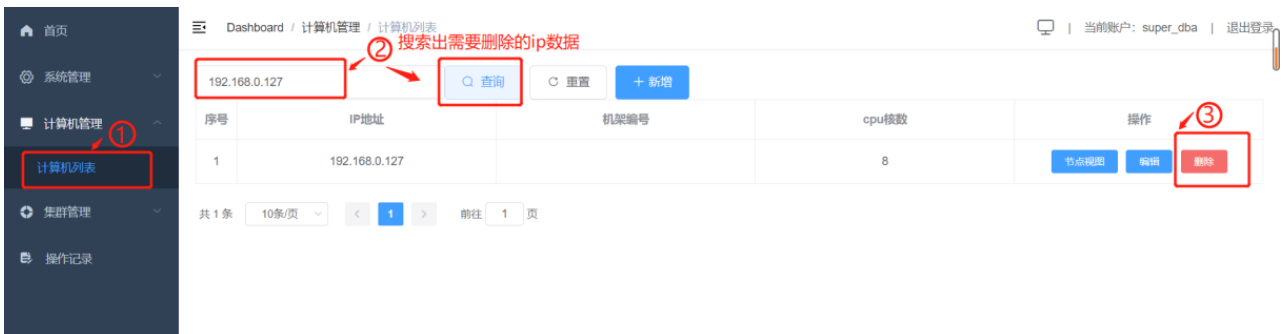 首页
系统管理
计算机管理
①
计算机列表
集群管理
操作记录
Dashboard / 计算机管理 / 计算机列表
| 当前账户: super_dba | 退出登录
② 搜索出需要删除的ip数据
192.168.0.127 查询 重置 + 新增
序号 IP地址 机架编号 cpu核数 操作
③
1 192.168.0.127 8 节点视图 编辑 删除
共 1 条 10条/页 < 1 > 前往 1 页